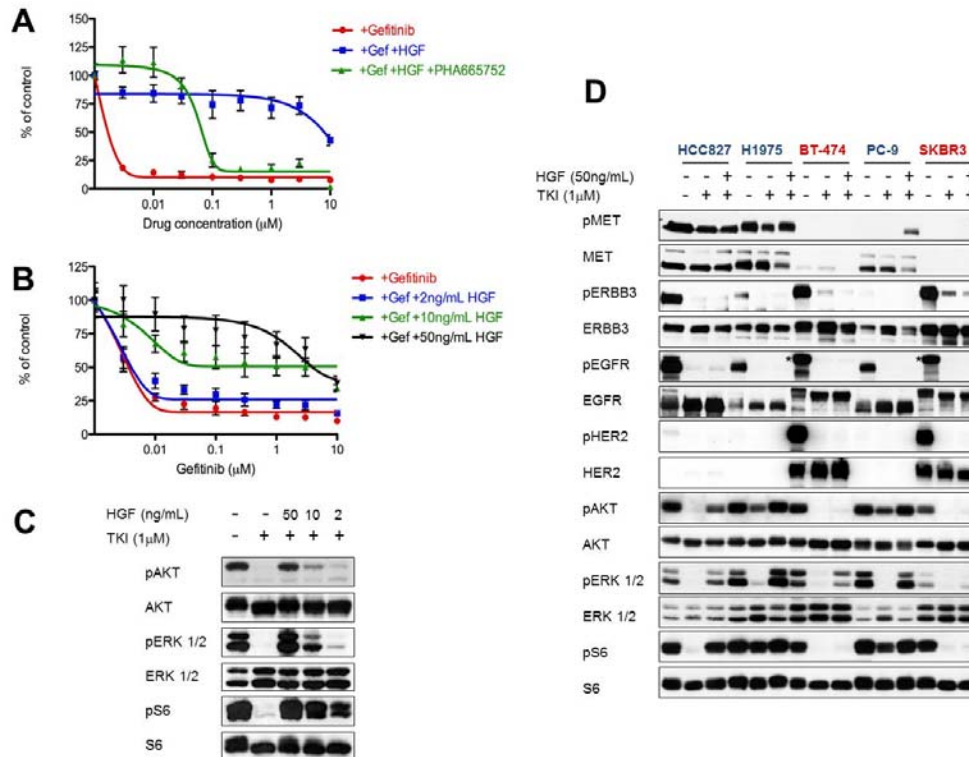 A
% of control
150
125
100
75
50
25
0
0.01
0.1
1
10
Drug concentration (µM)
+Gefitinib
+Gef +HGF
+Gef +HGF +PHA665752
B
% of control
125
100
75
50
25
0
0.01
0.1
1
10
Gefitinib (µM)
+Gefitinib
+Gef +2ng/mL HGF
+Gef +10ng/mL HGF
+Gef +50ng/mL HGF
C
HGF (ng/mL) - - 50 10 2
TKI (1µM) - + + + +
pAKT
AKT
pERK 1/2
ERK 1/2
pS6
S6
D
HCC827 H1975 BT-474 PC-9 SKBR3
HGF (50ng/mL) - - + - - + - - + - - + - -
TKI (1µM) - + + - + + - + + - + + - +
pMET
MET
pERBB3
ERBB3
pEGFR * *
EGFR
pHER2
HER2
pAKT
AKT
pERK 1/2
ERK 1/2
pS6
S6